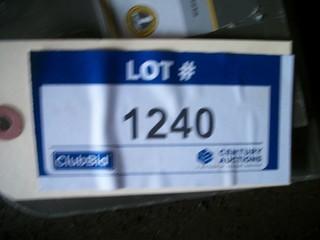 LOT #
1240
ClubBid
CENTURY
AUCTIONS